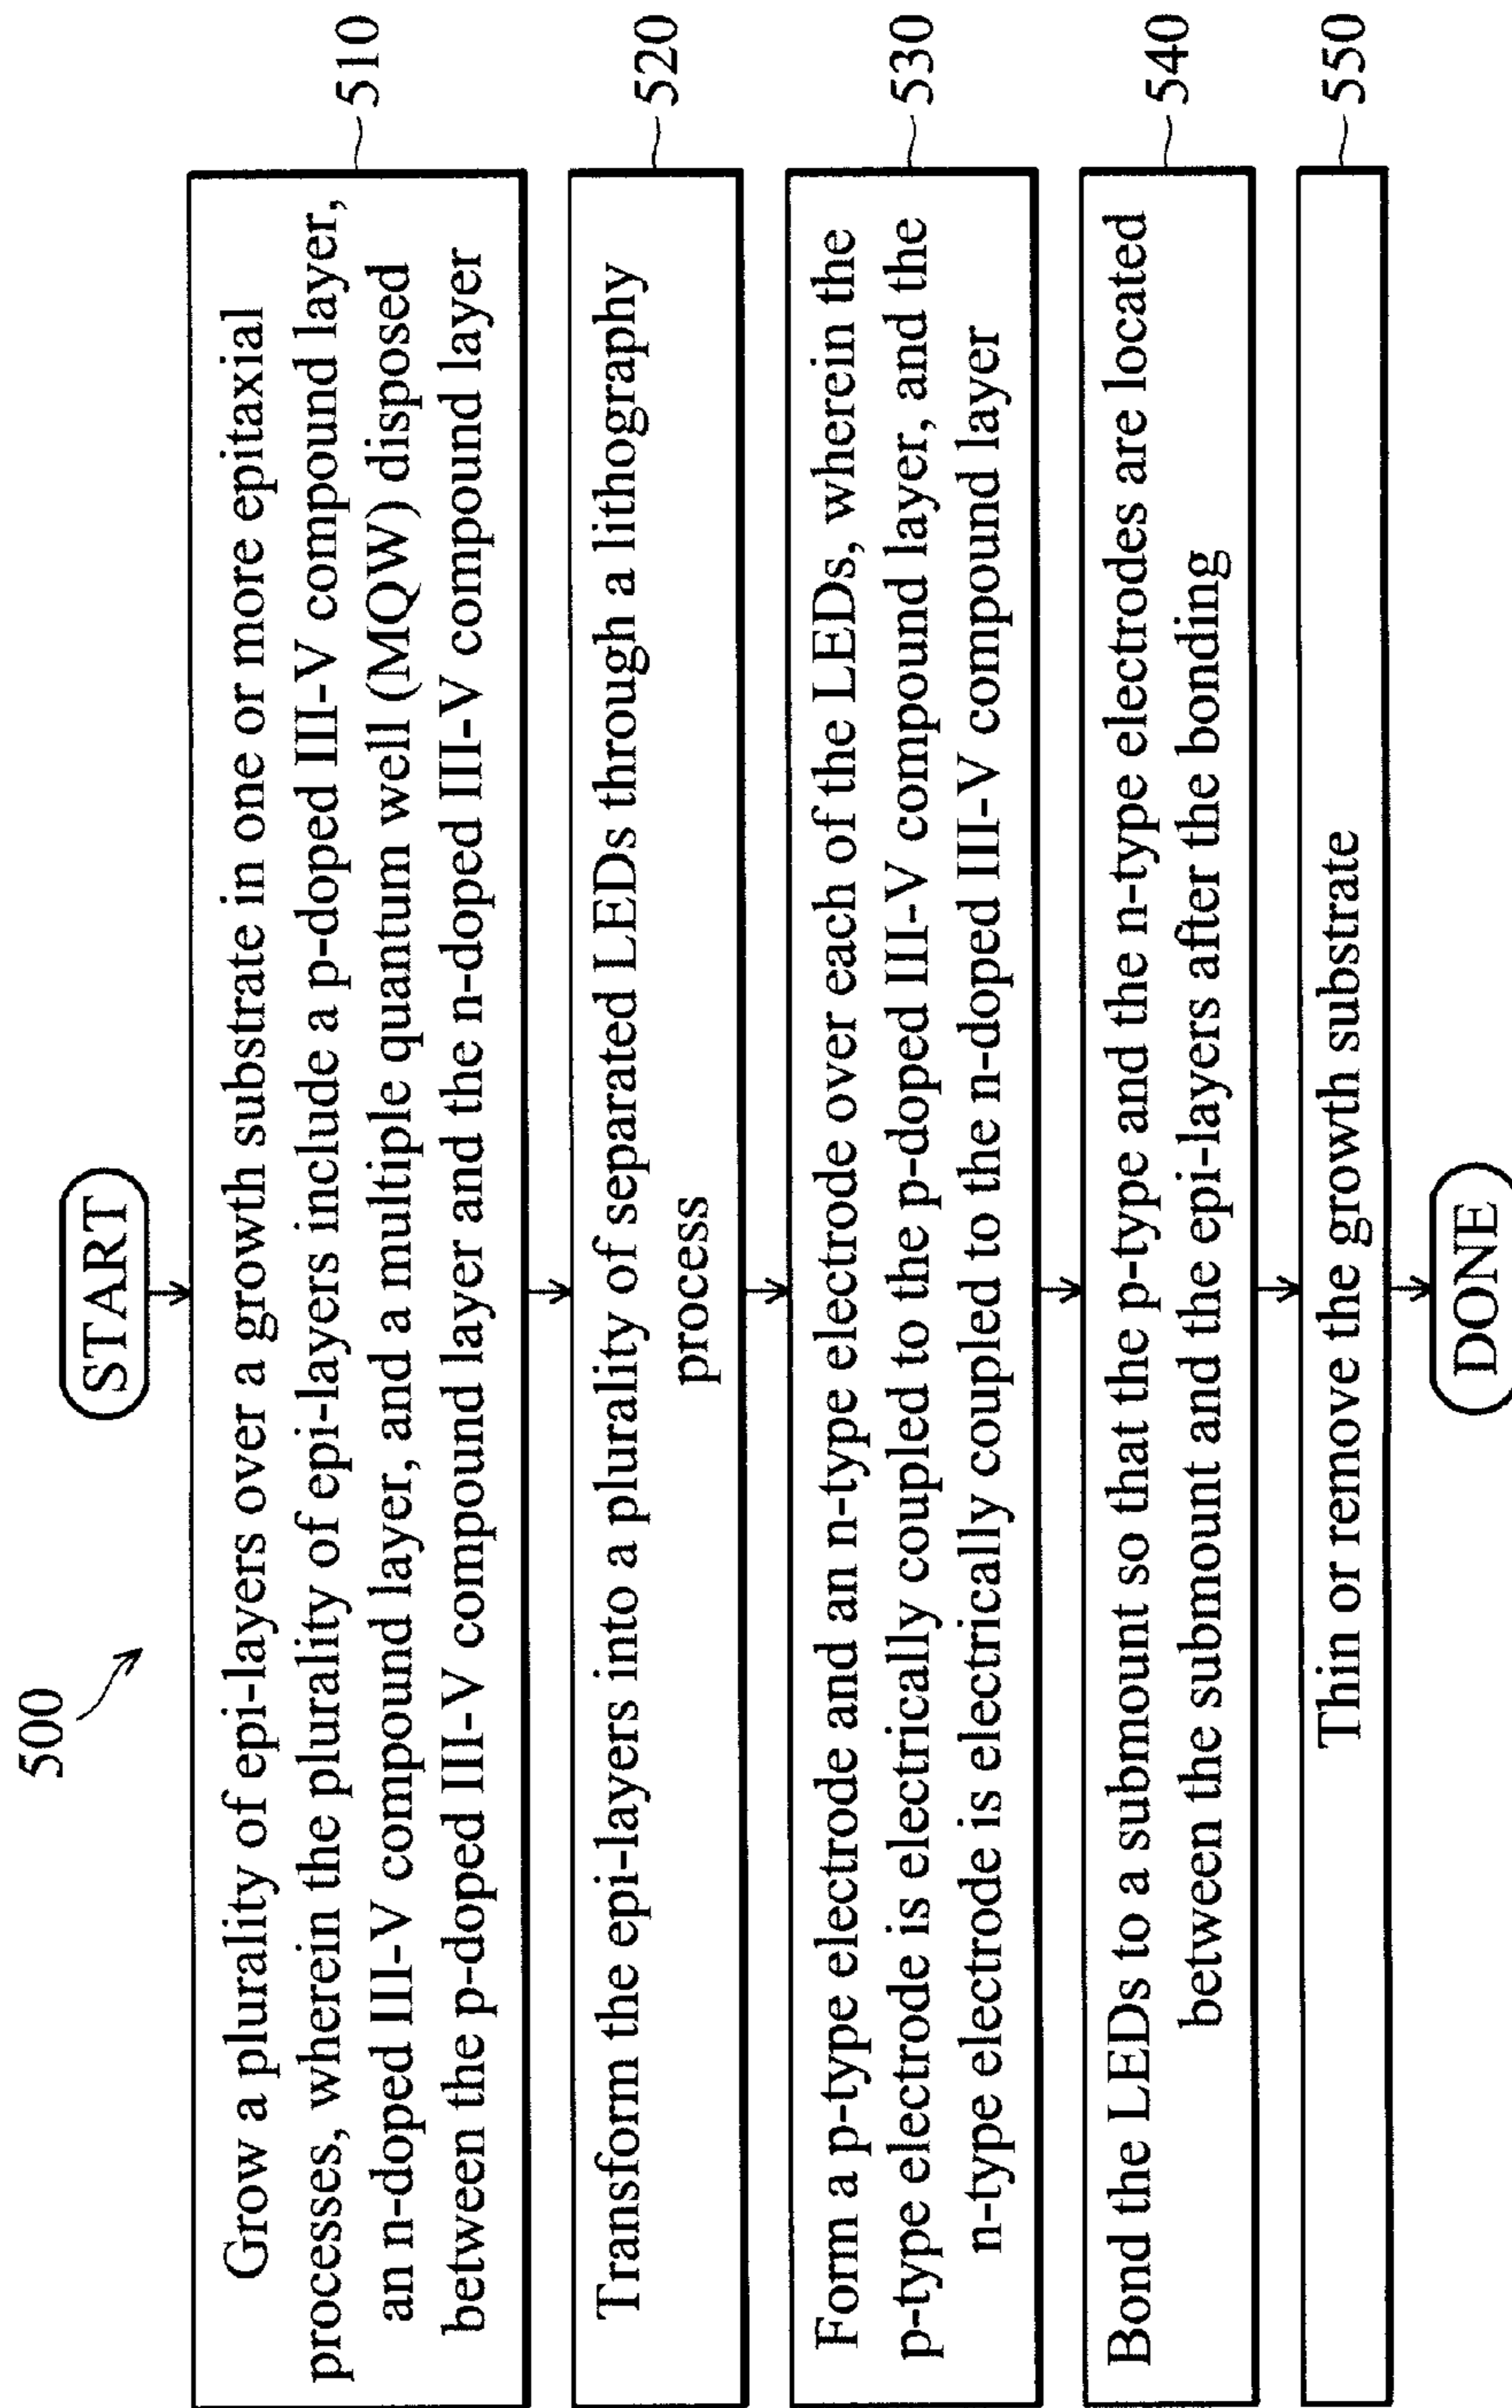 500
START
Grow a plurality of epi-layers over a growth substrate in one or more epitaxial
processes, wherein the plurality of epi-layers include a p-doped III-V compound layer,
an n-doped III-V compound layer, and a multiple quantum well (MQW) disposed
between the p-doped III-V compound layer and the n-doped III-V compound layer
510
Transform the epi-layers into a plurality of separated LEDs through a lithography
process
520
Form a p-type electrode and an n-type electrode over each of the LEDs, wherein the
p-type electrode is electrically coupled to the p-doped III-V compound layer, and the
n-type electrode is electrically coupled to the n-doped III-V compound layer
530
Bond the LEDs to a submount so that the p-type and the n-type electrodes are located
between the submount and the epi-layers after the bonding
540
Thin or remove the growth substrate
550
DONE